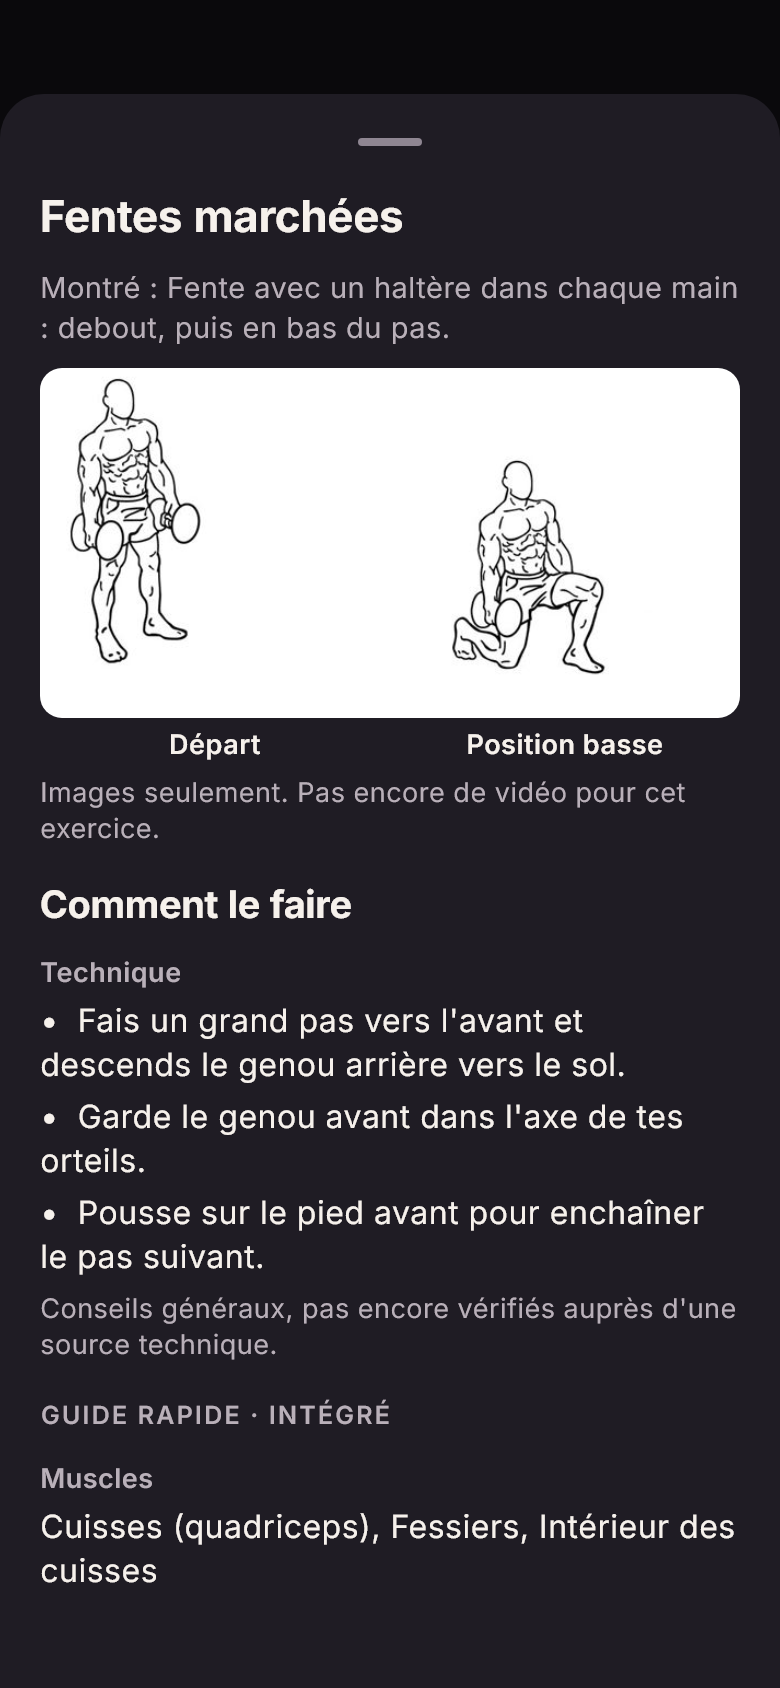 Fentes marchées
Montré : Fente avec un haltère dans chaque main
: debout, puis en bas du pas.
Départ
Position basse
Images seulement. Pas encore de vidéo pour cet
exercice.
Comment le faire
Technique
• Fais un grand pas vers l'avant et
descends le genou arrière vers le sol.
• Garde le genou avant dans l'axe de tes
orteils.
• Pousse sur le pied avant pour enchaîner
le pas suivant.
Conseils généraux, pas encore vérifiés auprès d'une
source technique.
GUIDE RAPIDE · INTÉGRÉ
Muscles
Cuisses (quadriceps), Fessiers, Intérieur des
cuisses